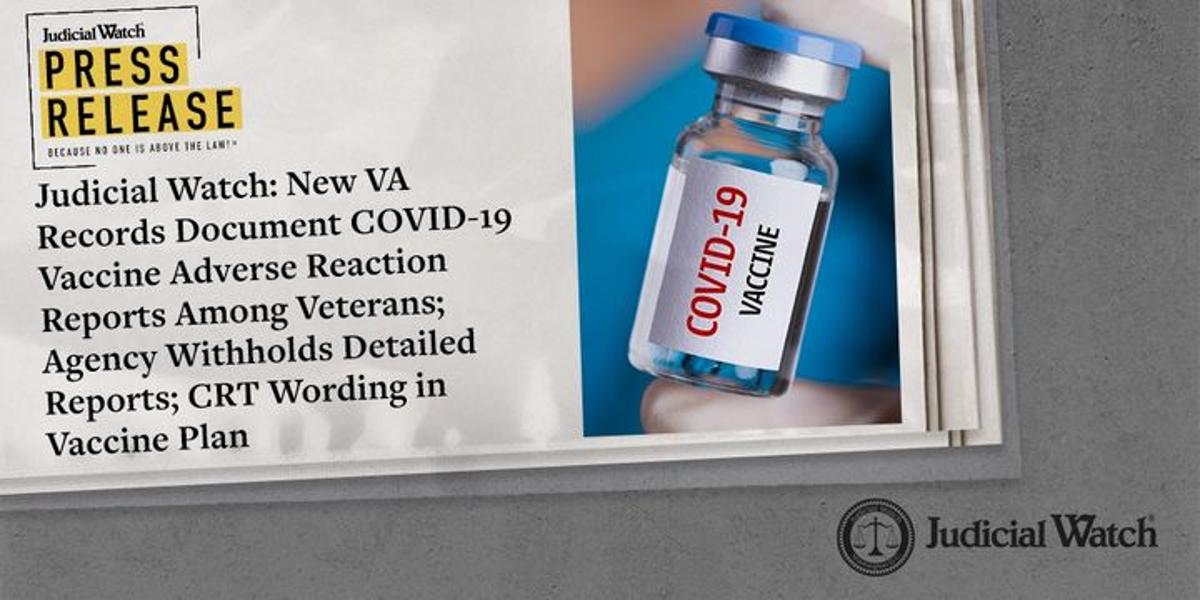 Judicial Watch
PRESS
RELEASE
BECAUSE NO ONE IS ABOVE THE LAW!
Judicial Watch: New VA
Records Document COVID-19
Vaccine Adverse Reaction
Reports Among Veterans;
Agency Withholds Detailed
Reports; CRT Wording in
Vaccine Plan
COVID-19
VACCINE
Judicial Watch®